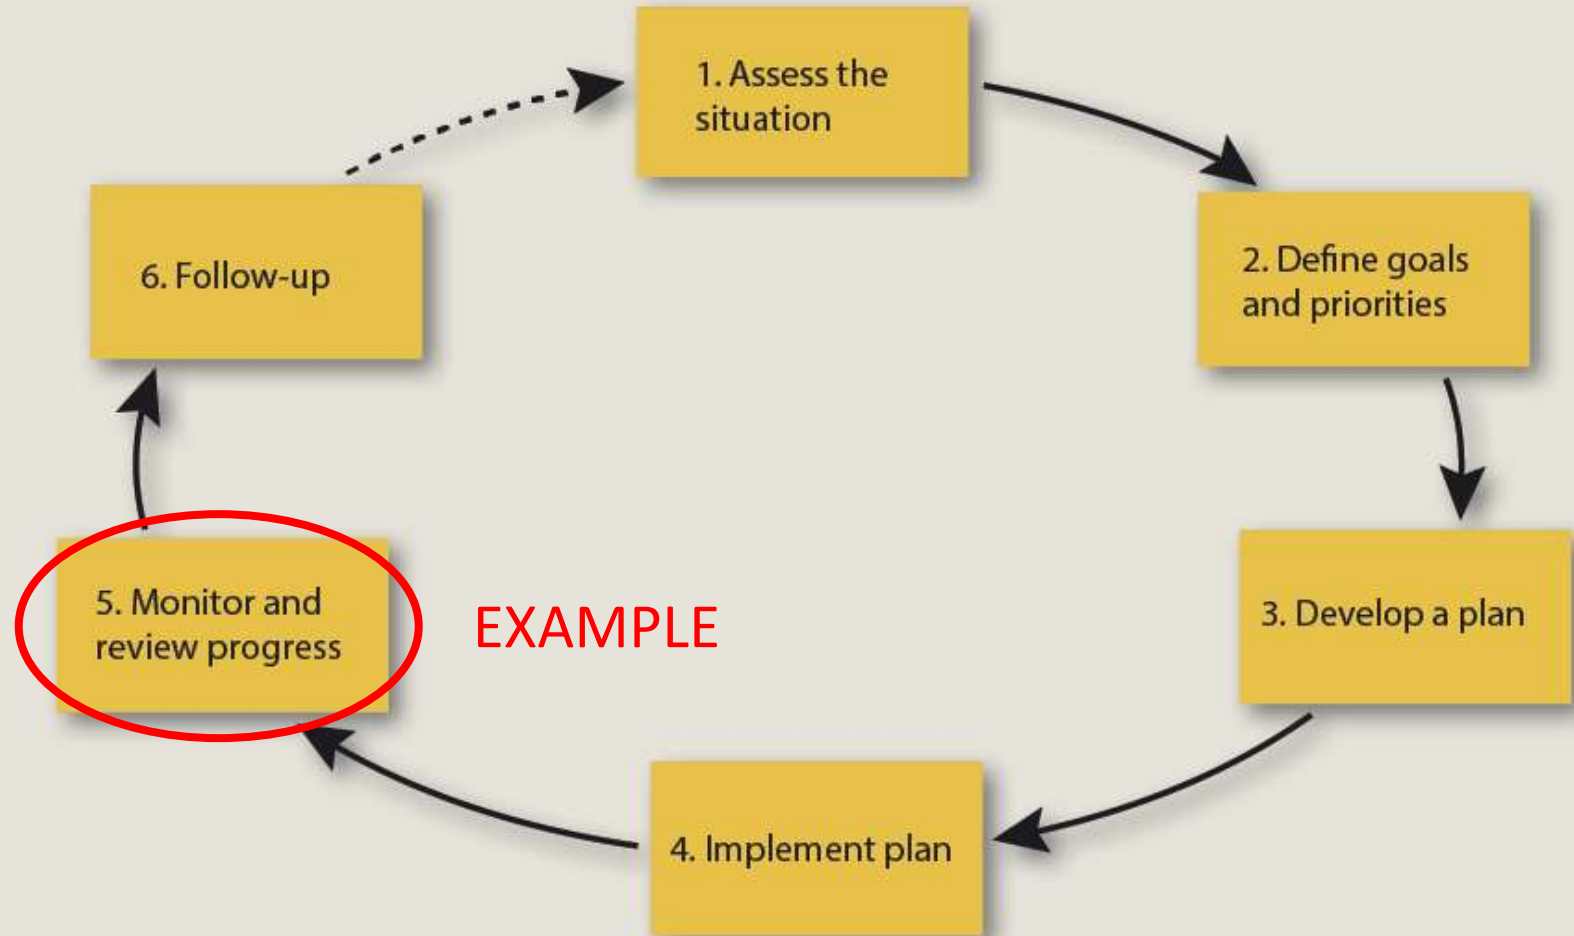 1. Assess the
situation
2. Define goals
and priorities
3. Develop a plan
4. Implement plan
5. Monitor and
review progress
EXAMPLE
6. Follow-up